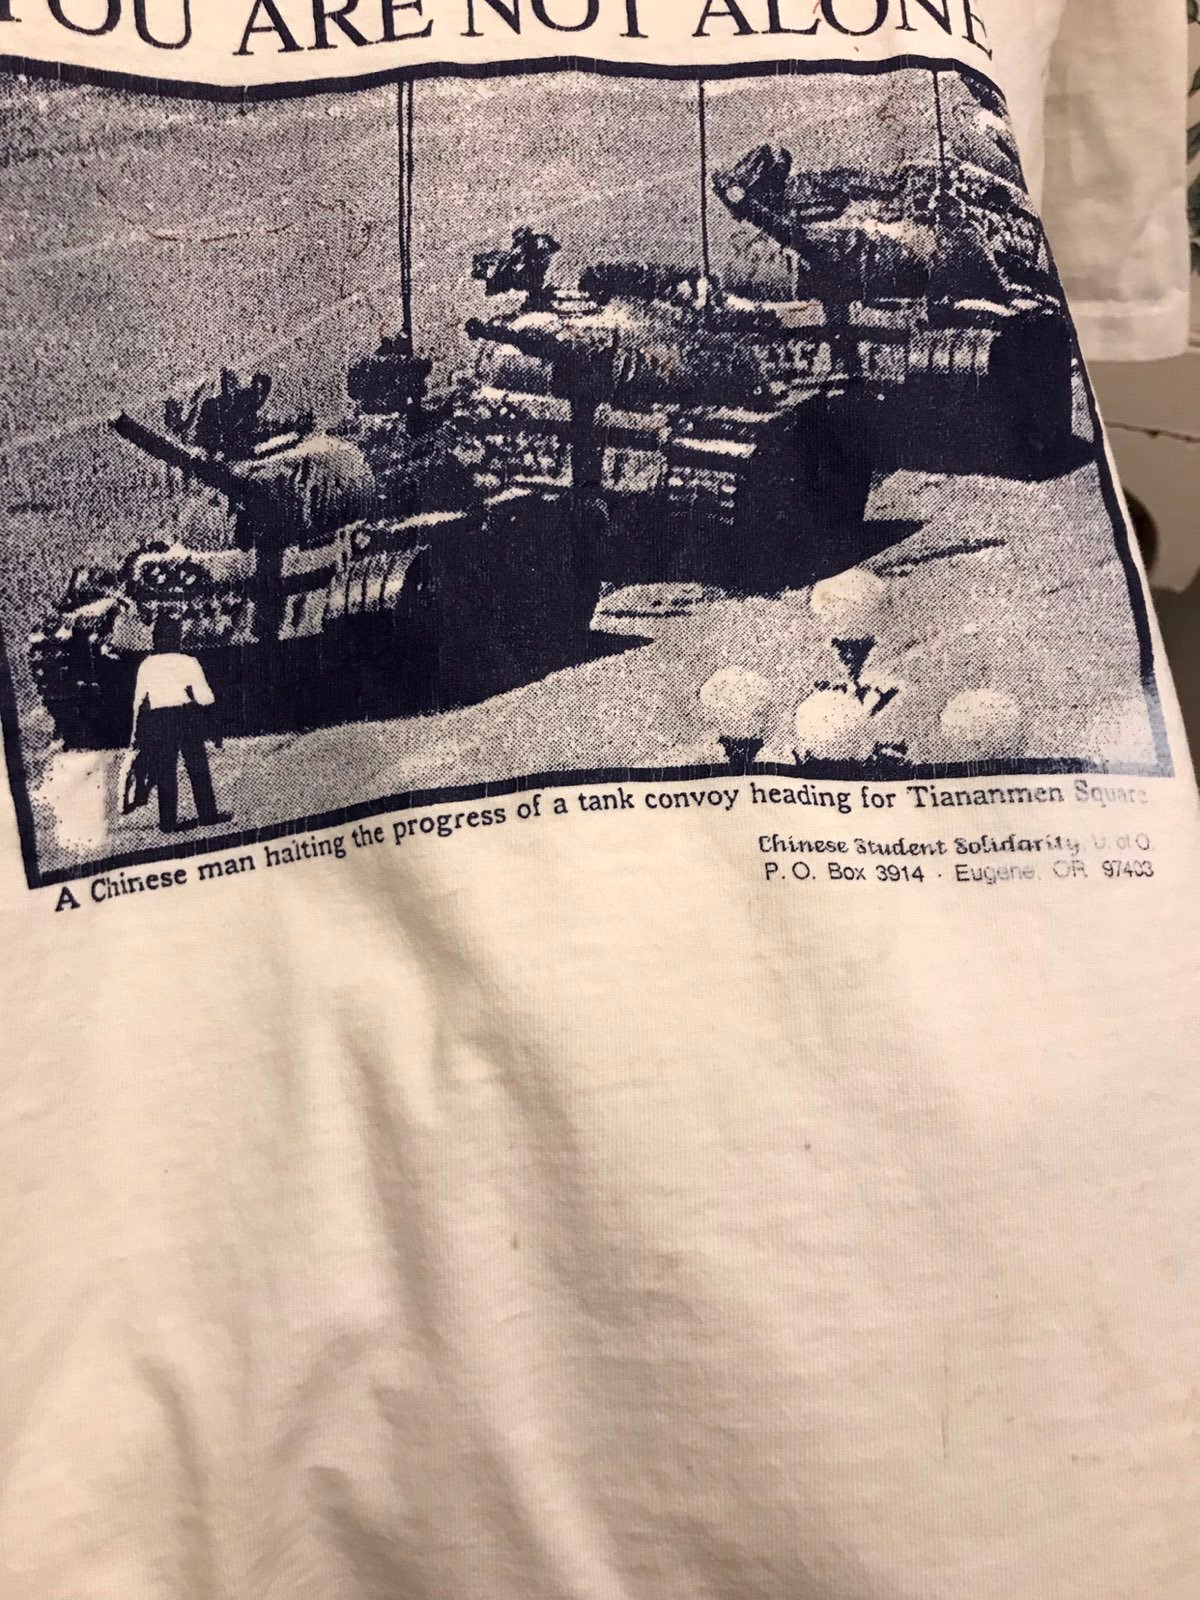 YOU ARE NOT ALONE
A Chinese man halting the progress of a tank convoy heading for Tiananmen Square
Chinese Student Solidarity, U. of O.
P. O. Box 3914 · Eugene, OR 97403